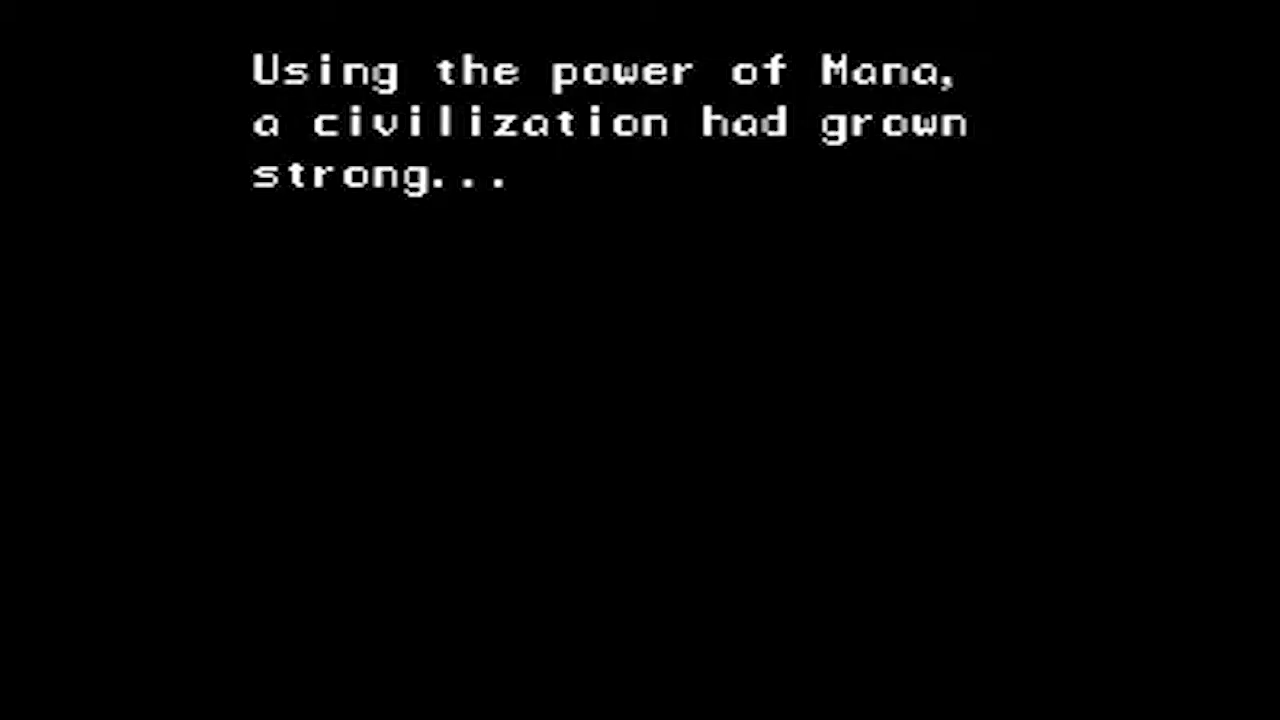 Using the power of Mana,
a civilization had grown
strong...